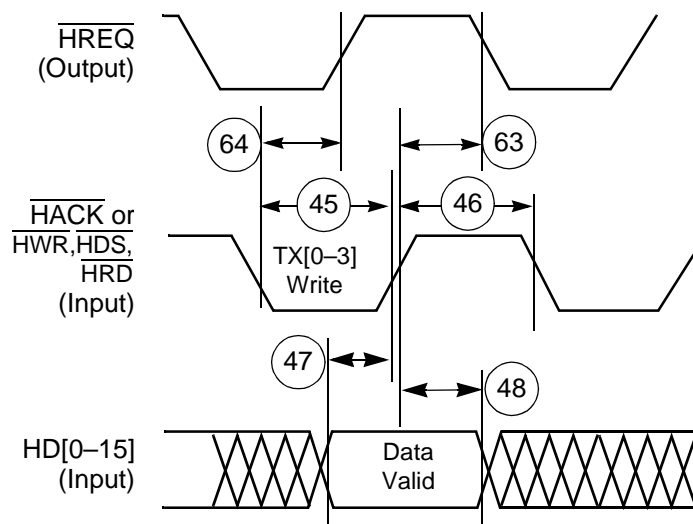 HREQ
(Output)
64
63
45
46
HACK or
HWR,HDS,
HRD
(Input)
TX[0–3]
Write
47
48
HD[0–15]
(Input)
Data
Valid